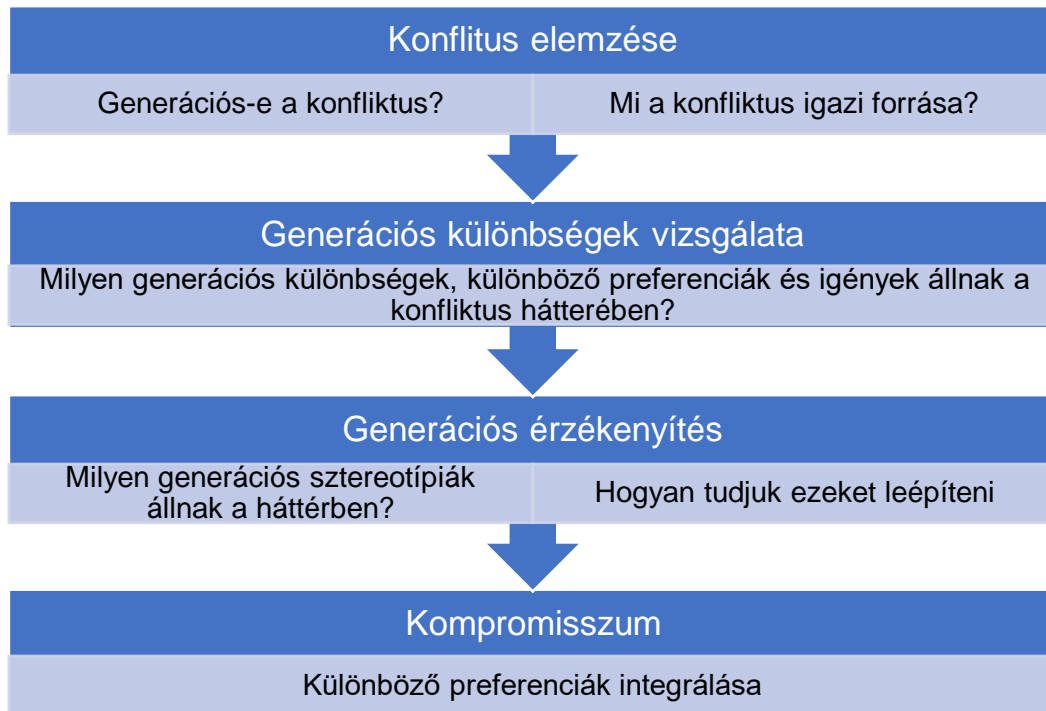 Konflitus elemzése
Generációs-e a konfliktus?
Mi a konfliktus igazi forrása?
Generációs különbségek vizsgálata
Milyen generációs különbségek, különböző preferenciák és igények állnak a
konfliktus hátterében?
Generációs érzékenyítés
Milyen generációs sztereotípiák
állnak a háttérben?
Hogyan tudjuk ezeket leépíteni
Kompromisszum
Különböző preferenciák integrálása